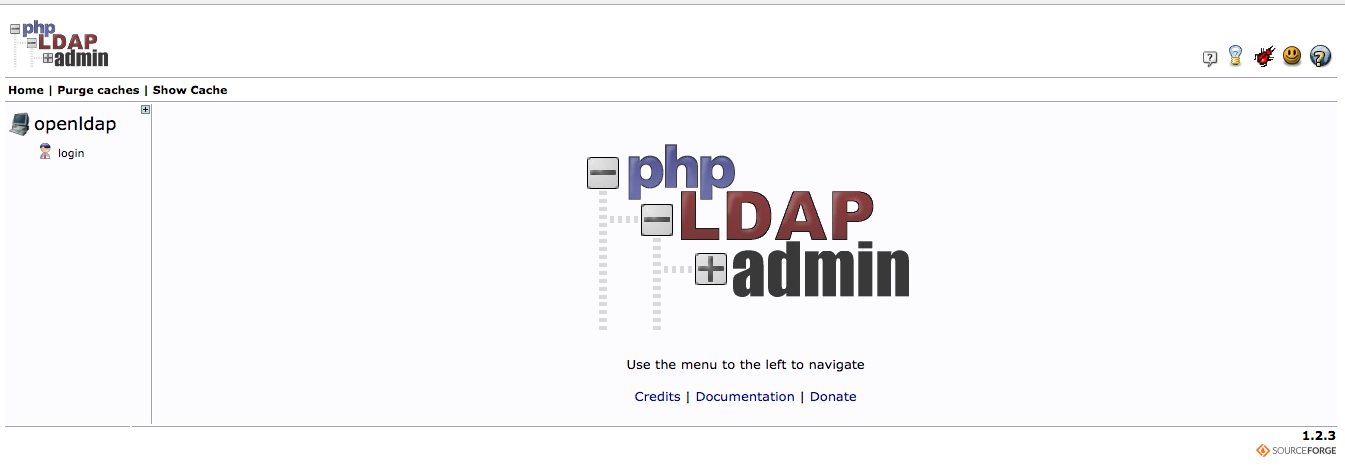 php
LDAP
admin
Home | Purge caches | Show Cache
openldap
login
php
LDAP
admin
Use the menu to the left to navigate
Credits | Documentation | Donate
1.2.3
SOURCEFORGE